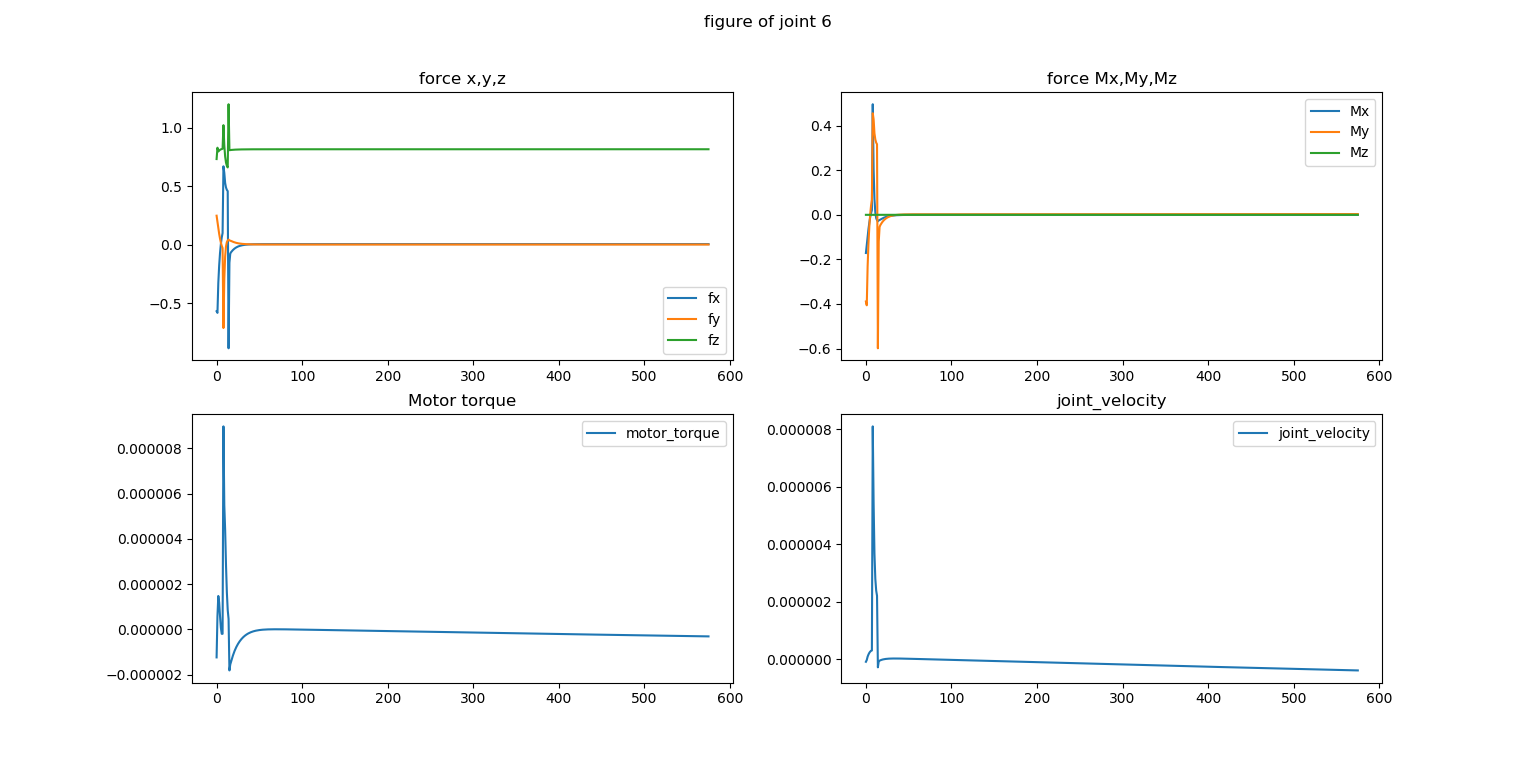 figure of joint 6
force x,y,z
1.0
0.5
0.0
−0.5
fx
fy
fz
0 100 200 300 400 500 600
force Mx,My,Mz
0.4
0.2
0.0
−0.2
−0.4
−0.6
Mx
My
Mz
0 100 200 300 400 500 600
Motor torque
0.000008
0.000006
0.000004
0.000002
0.000000
−0.000002
motor_torque
0 100 200 300 400 500 600
joint_velocity
0.000008
0.000006
0.000004
0.000002
0.000000
joint_velocity
0 100 200 300 400 500 600